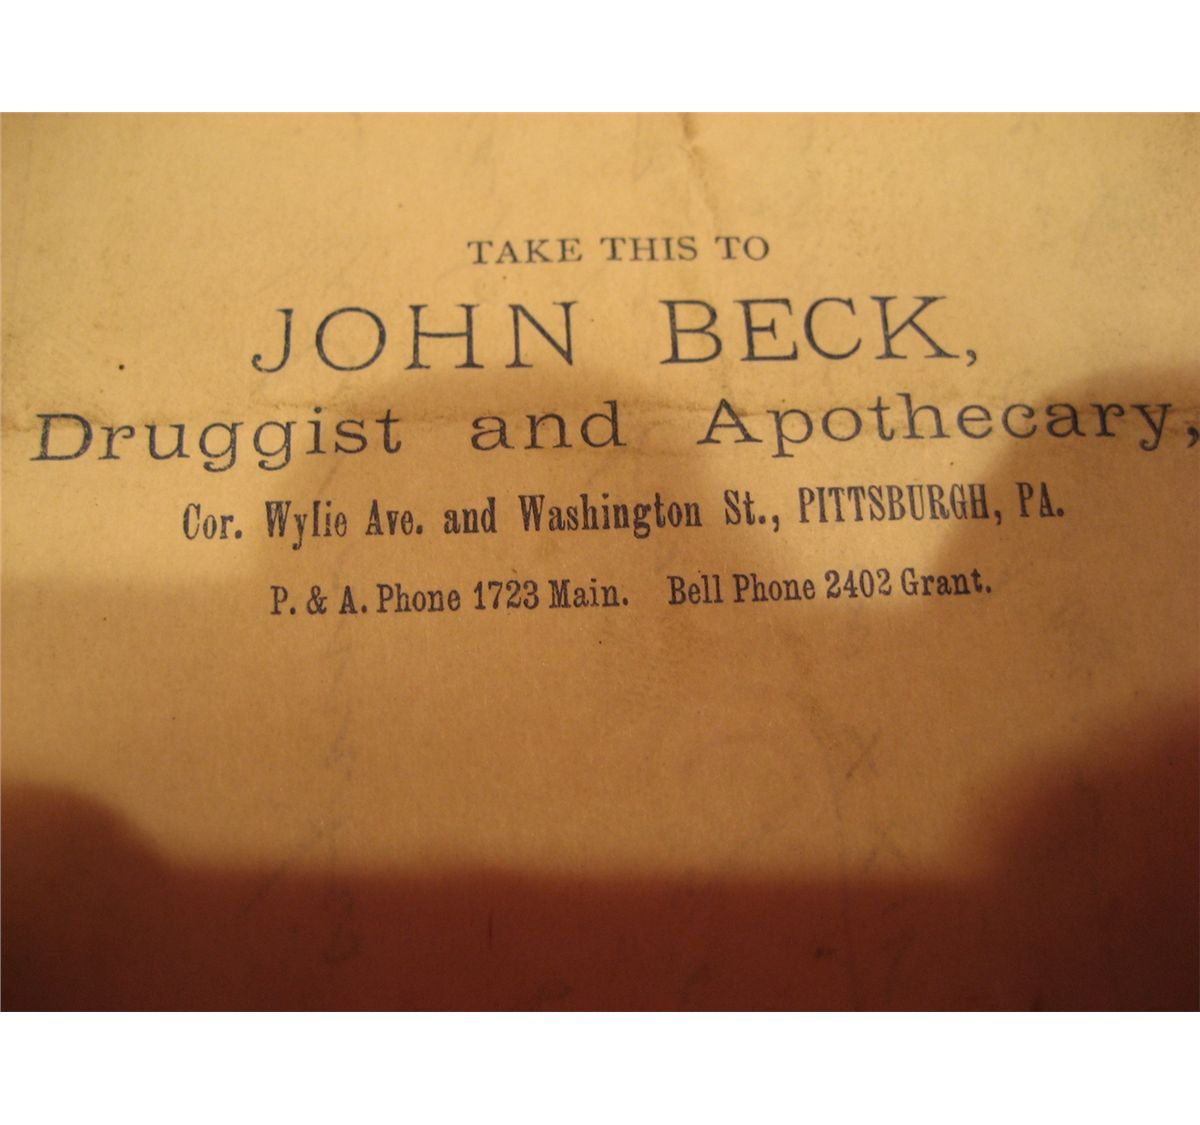 TAKE THIS TO
JOHN BECK,
Druggist and Apothecary,
Cor. Wylie Ave. and Washington St., PITTSBURGH, PA.
P. & A. Phone 1723 Main. Bell Phone 2402 Grant.